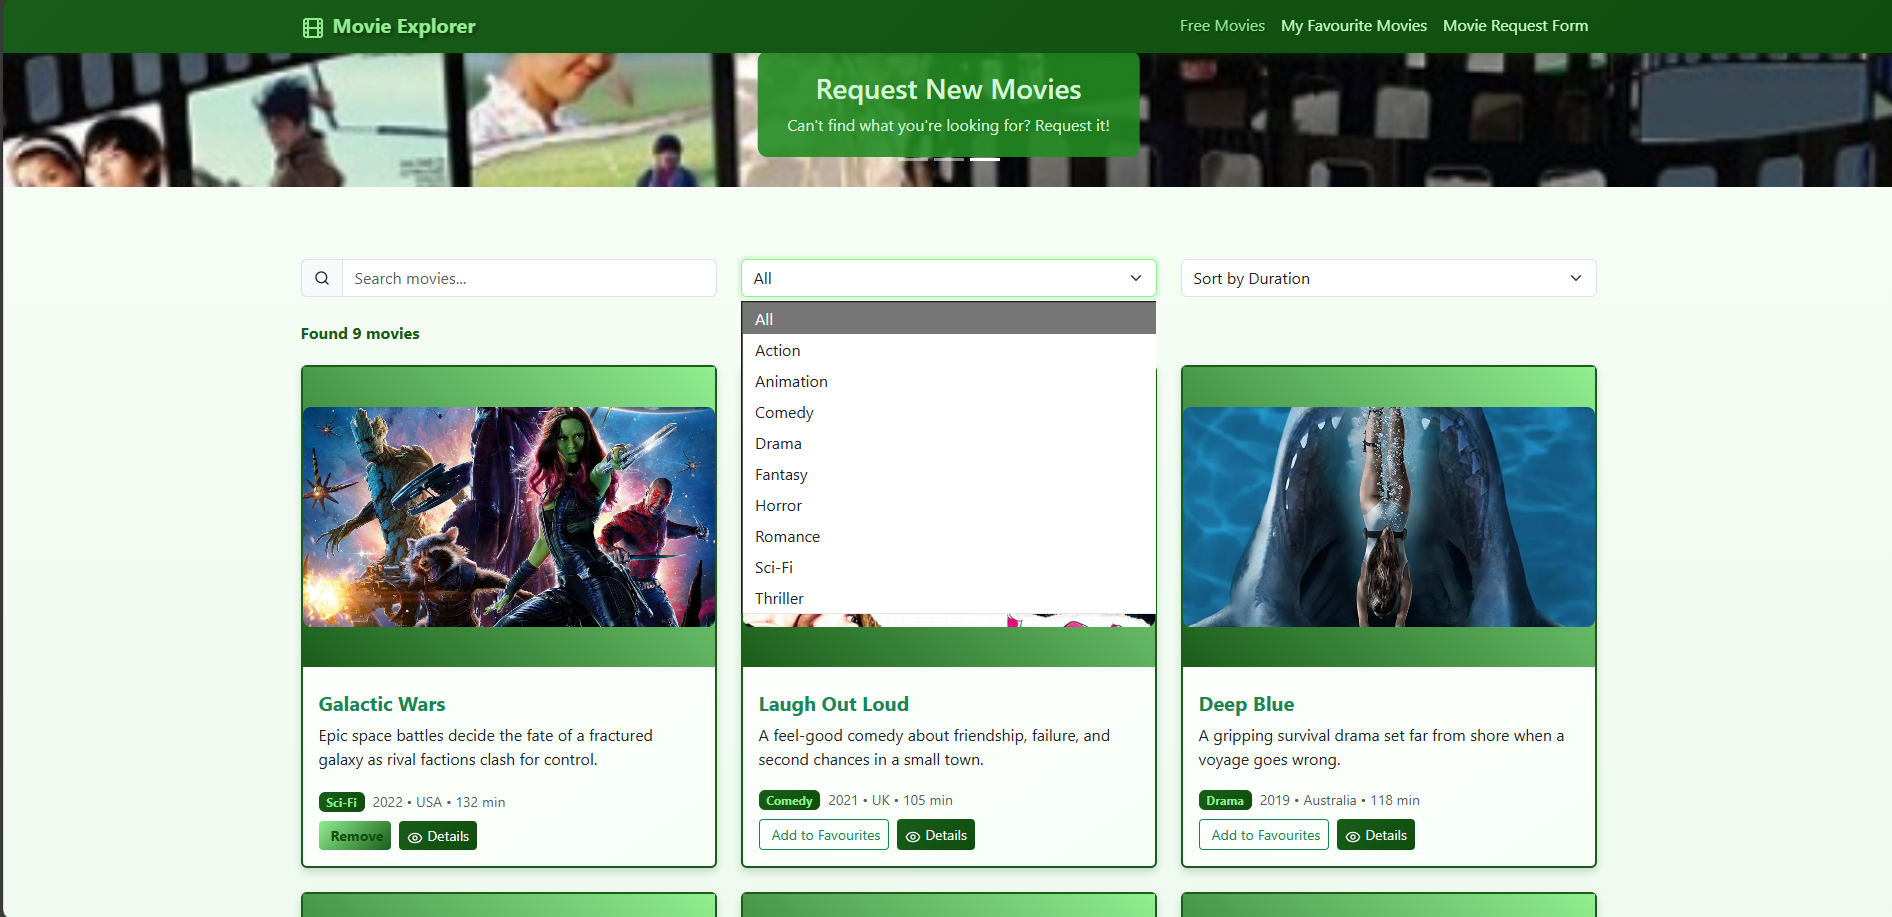 Movie Explorer
Free Movies
My Favourite Movies
Movie Request Form
Request New Movies
Can't find what you're looking for? Request it!
Search movies...
All
Sort by Duration
Found 9 movies
All
Action
Animation
Comedy
Drama
Fantasy
Horror
Romance
Sci-Fi
Thriller
Galactic Wars
Epic space battles decide the fate of a fractured
galaxy as rival factions clash for control.
Sci-Fi 2022 • USA • 132 min
Remove Details
Laugh Out Loud
A feel-good comedy about friendship, failure, and
second chances in a small town.
Comedy 2021 • UK • 105 min
Add to Favourites Details
Deep Blue
A gripping survival drama set far from shore when a
voyage goes wrong.
Drama 2019 • Australia • 118 min
Add to Favourites Details